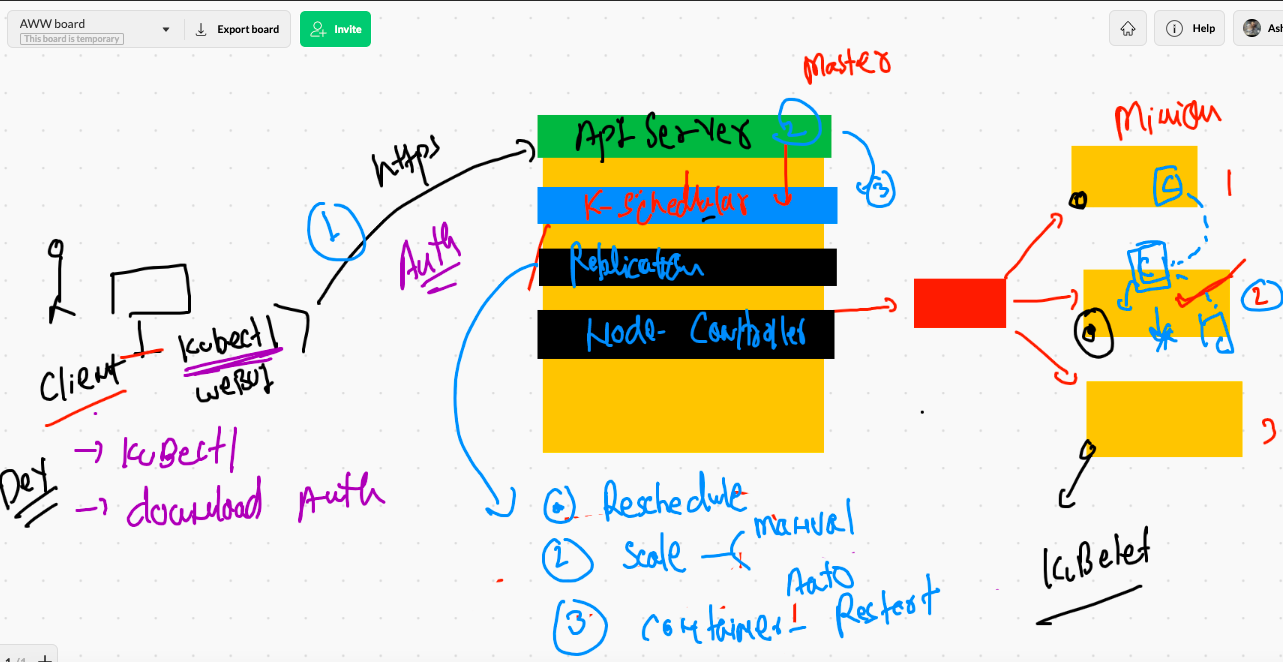 AWW board
This board is temporary
Export board
Invite
Help
Ash
Master
API Server
2
3
K-schedular
Replication
Node- Controller
https
1
Auth
Client
kubectl
WEBUI
Dev
→ kuBectl
→ download Auth
Minion
1
C
C
2
3
KuBelet
Reschedule
2 Scale
manual
Auto
3 container- Restart
1 /1